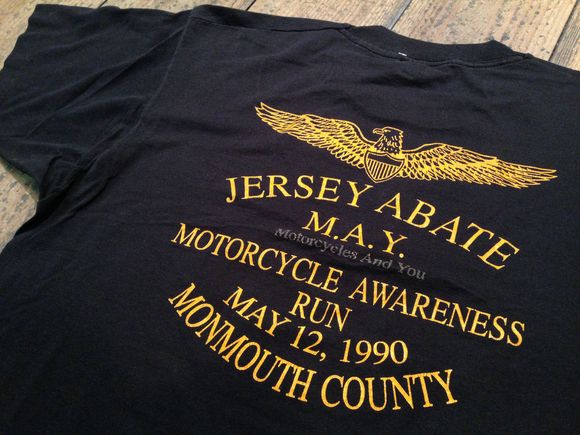 JERSEY ABATE
M.A.Y.
Motorcycles And You
MOTORCYCLE AWARENESS
RUN
MAY 12, 1990
MONMOUTH COUNTY